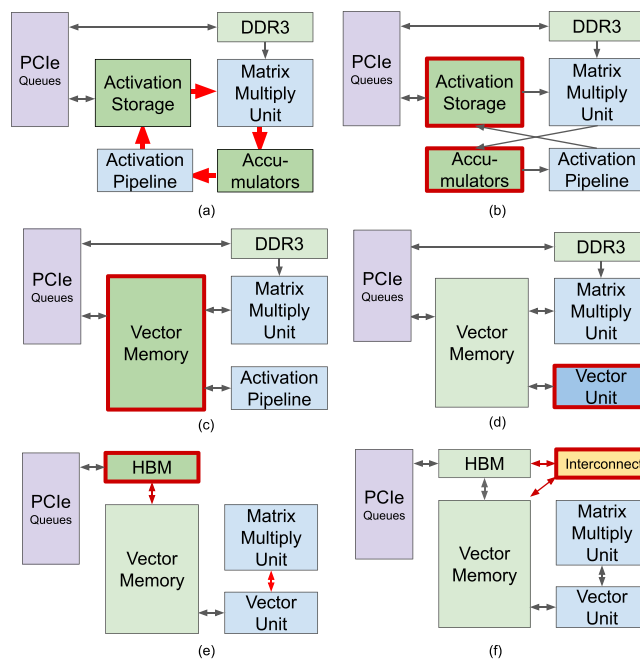 PCIe
Queues
DDR3
Activation
Storage
Matrix
Multiply
Unit
Activation
Pipeline
Accu-
mulators
(a)
PCIe
Queues
DDR3
Activation
Storage
Matrix
Multiply
Unit
Accu-
mulators
Activation
Pipeline
(b)
PCIe
Queues
DDR3
Vector
Memory
Matrix
Multiply
Unit
Activation
Pipeline
(c)
PCIe
Queues
DDR3
Vector
Memory
Matrix
Multiply
Unit
Vector
Unit
(d)
PCIe
Queues
HBM
Vector
Memory
Matrix
Multiply
Unit
Vector
Unit
(e)
PCIe
Queues
HBM
Interconnect
Vector
Memory
Matrix
Multiply
Unit
Vector
Unit
(f)